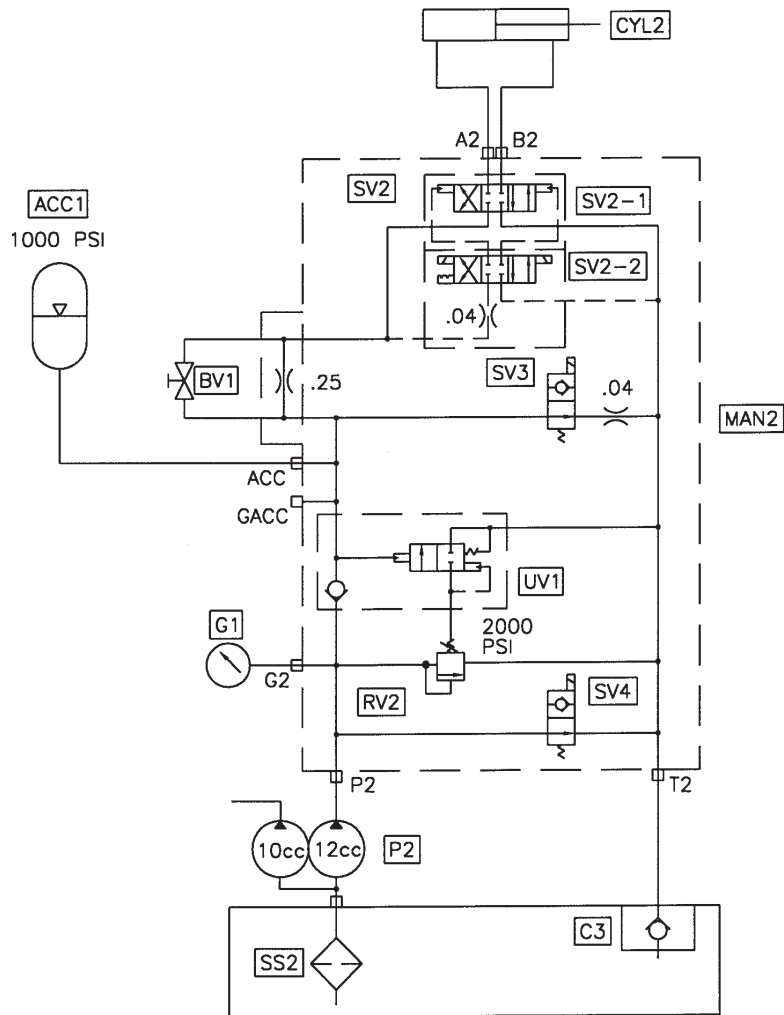 CYL2
A2 B2
SV2
SV2-1
ACC1
1000 PSI
SV2-2
.04
SV3
BV1
.25
.04
MAN2
ACC
GACC
UV1
G1
2000
PSI
G2
RV2
SV4
P2
T2
10cc
12cc
P2
C3
SS2